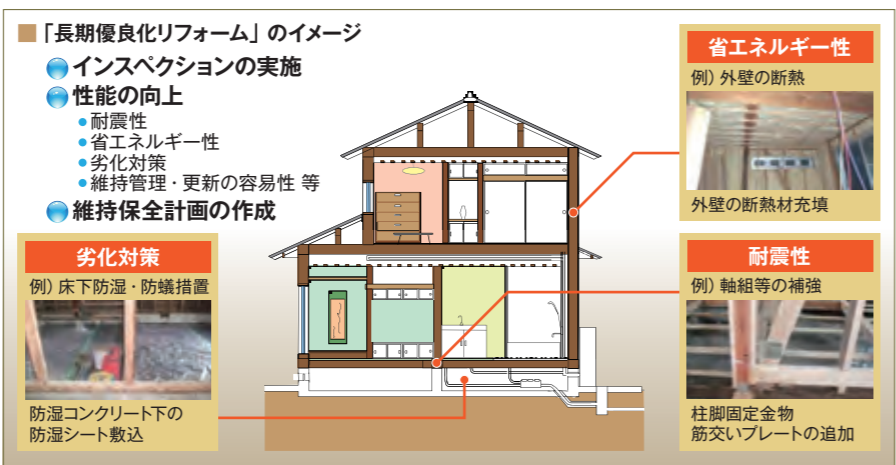 ■「長期優良化リフォーム」のイメージ
インスペクションの実施
性能の向上
•耐震性
•省エネルギー性
•劣化対策
•維持管理・更新の容易性 等
維持保全計画の作成
省エネルギー性
例）外壁の断熱
外壁の断熱材充填
劣化対策
例）床下防湿・防蟻措置
防湿コンクリート下の
防湿シート敷込
耐震性
例）軸組等の補強
柱脚固定金物
筋交いプレートの追加